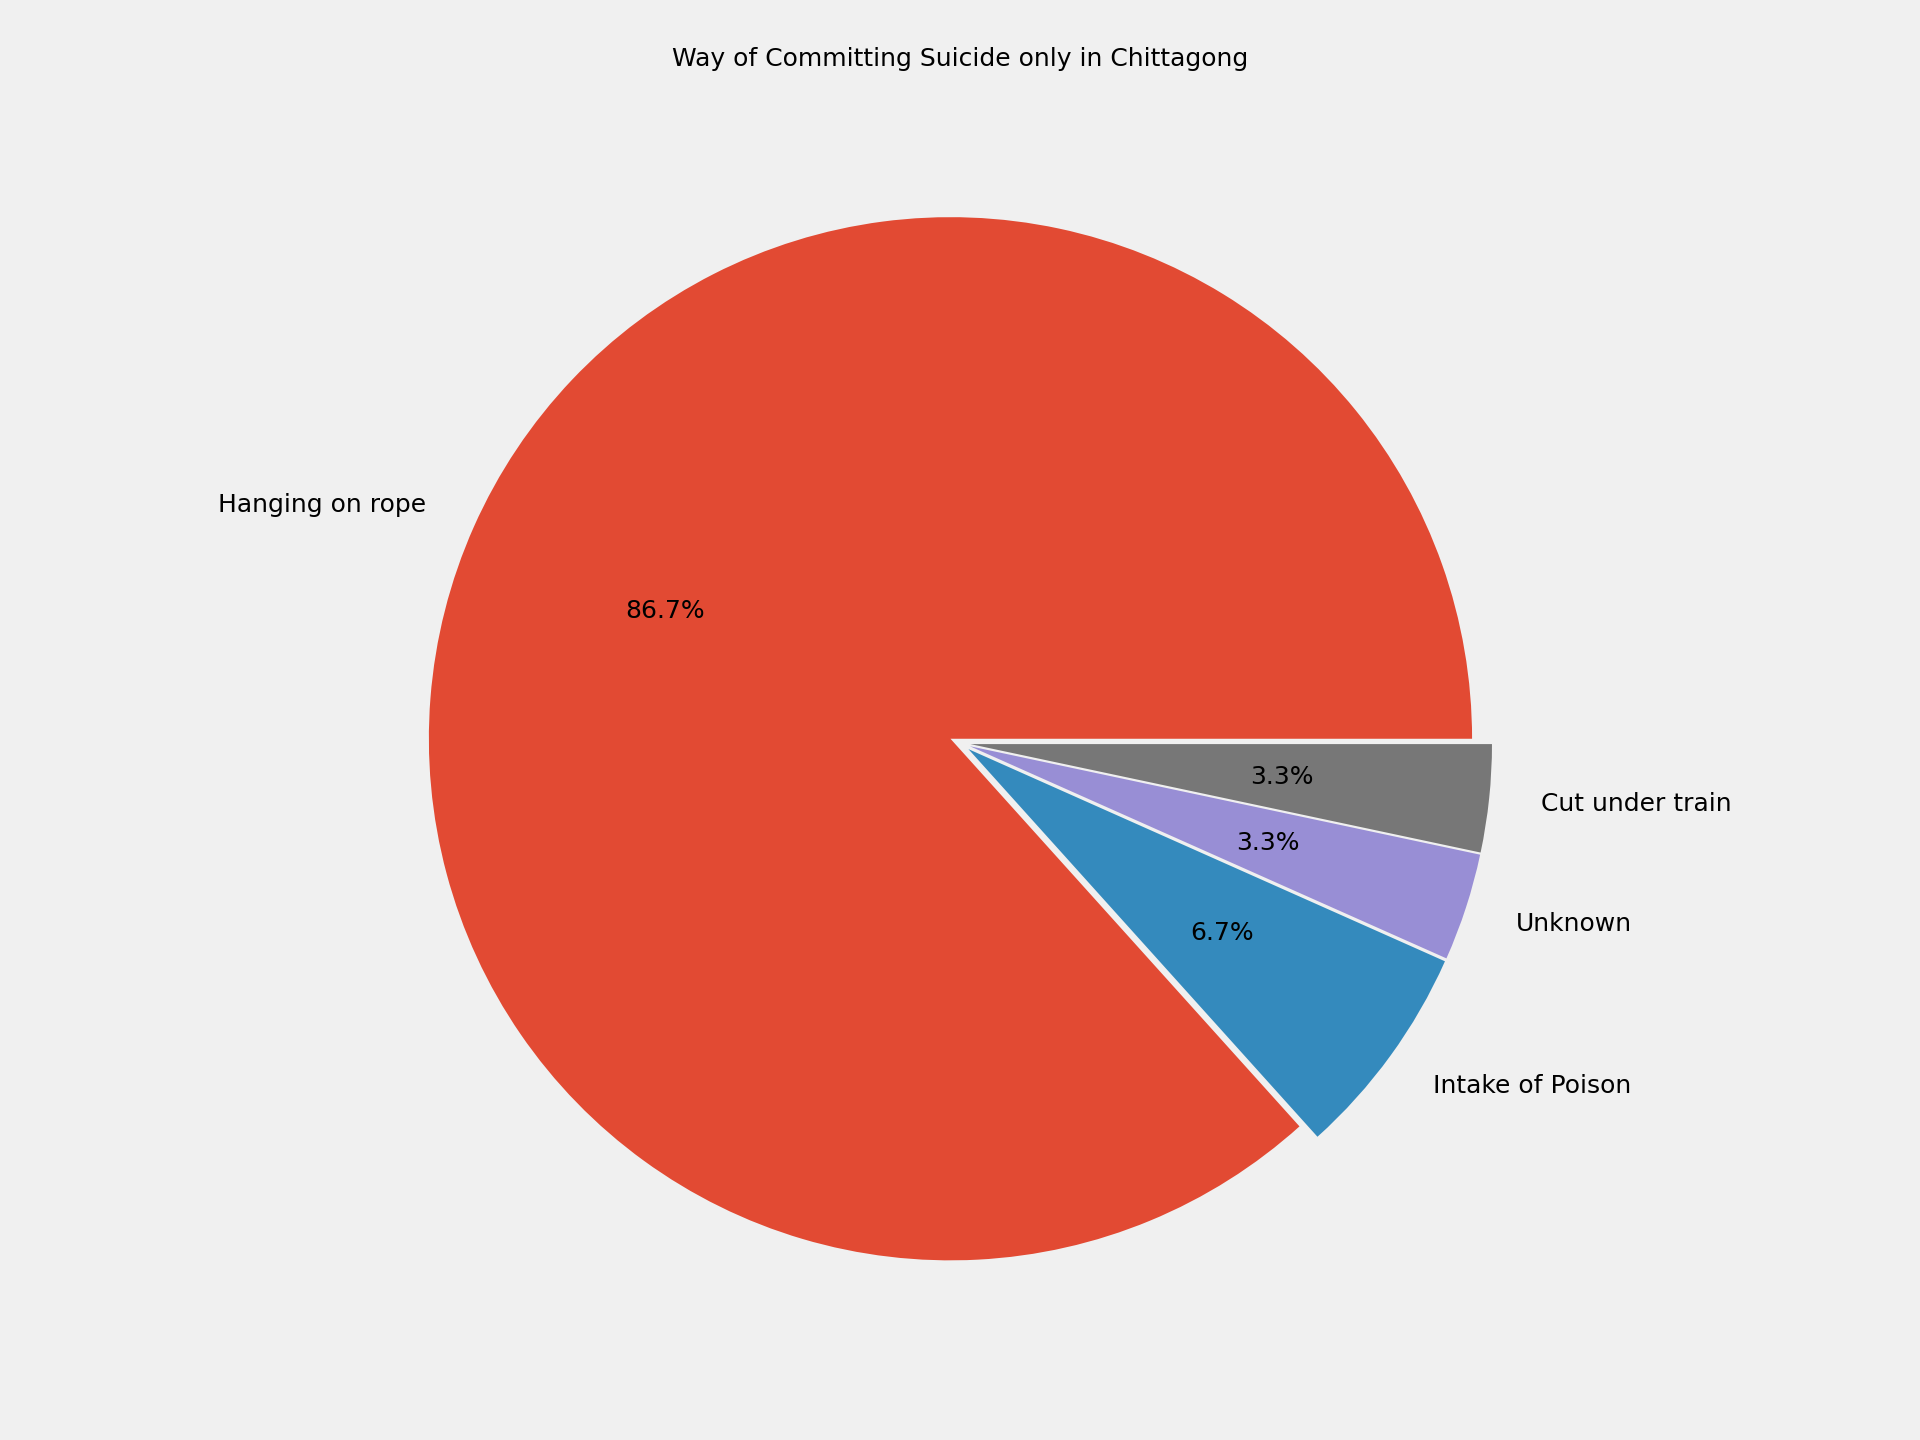 Way of Committing Suicide only in Chittagong
Hanging on rope
86.7%
3.3%
Cut under train
3.3%
Unknown
6.7%
Intake of Poison